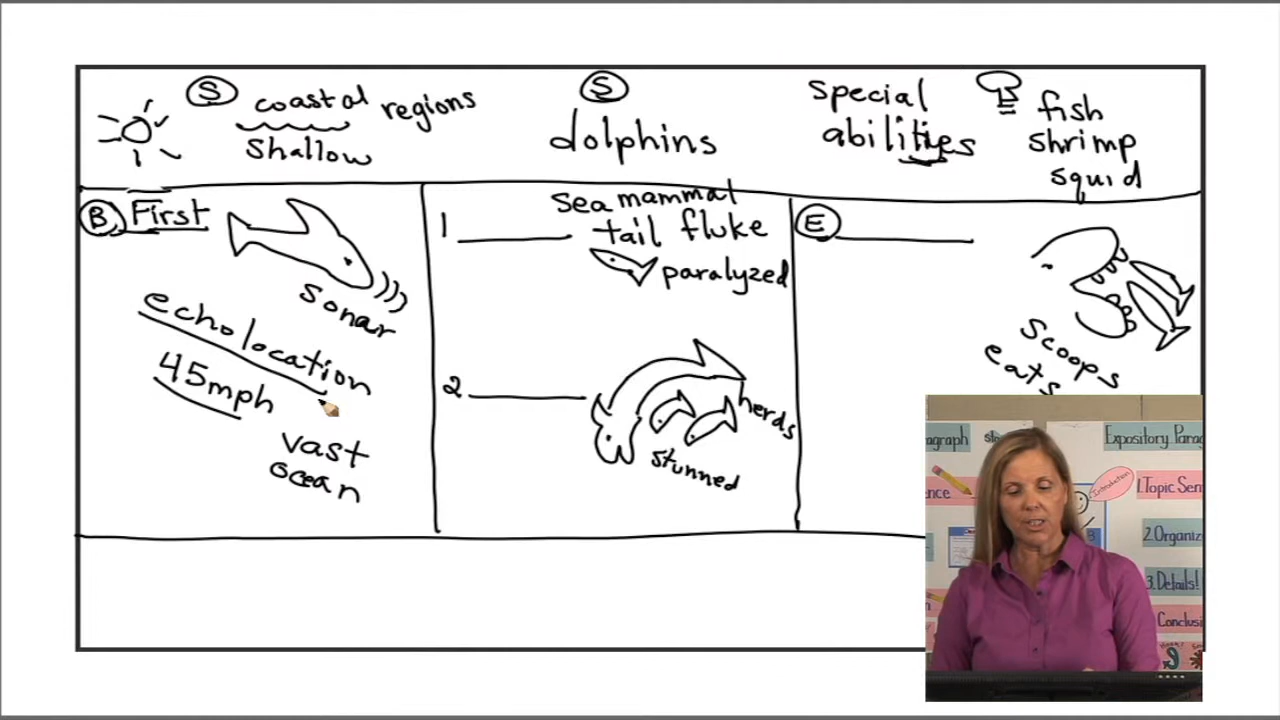 S coastal regions
shallow
S
dolphins
special
abilities
fish
shrimp
squid
B First
sonar
echolocation
45mph
vast
ocean
1
sea mammal
tail fluke
paralyzed
2
herds
stunned
E
scoops
eats
Expository Parag
1.Topic Sen
Introduction
2.Organiz
3.Details!
Conclus